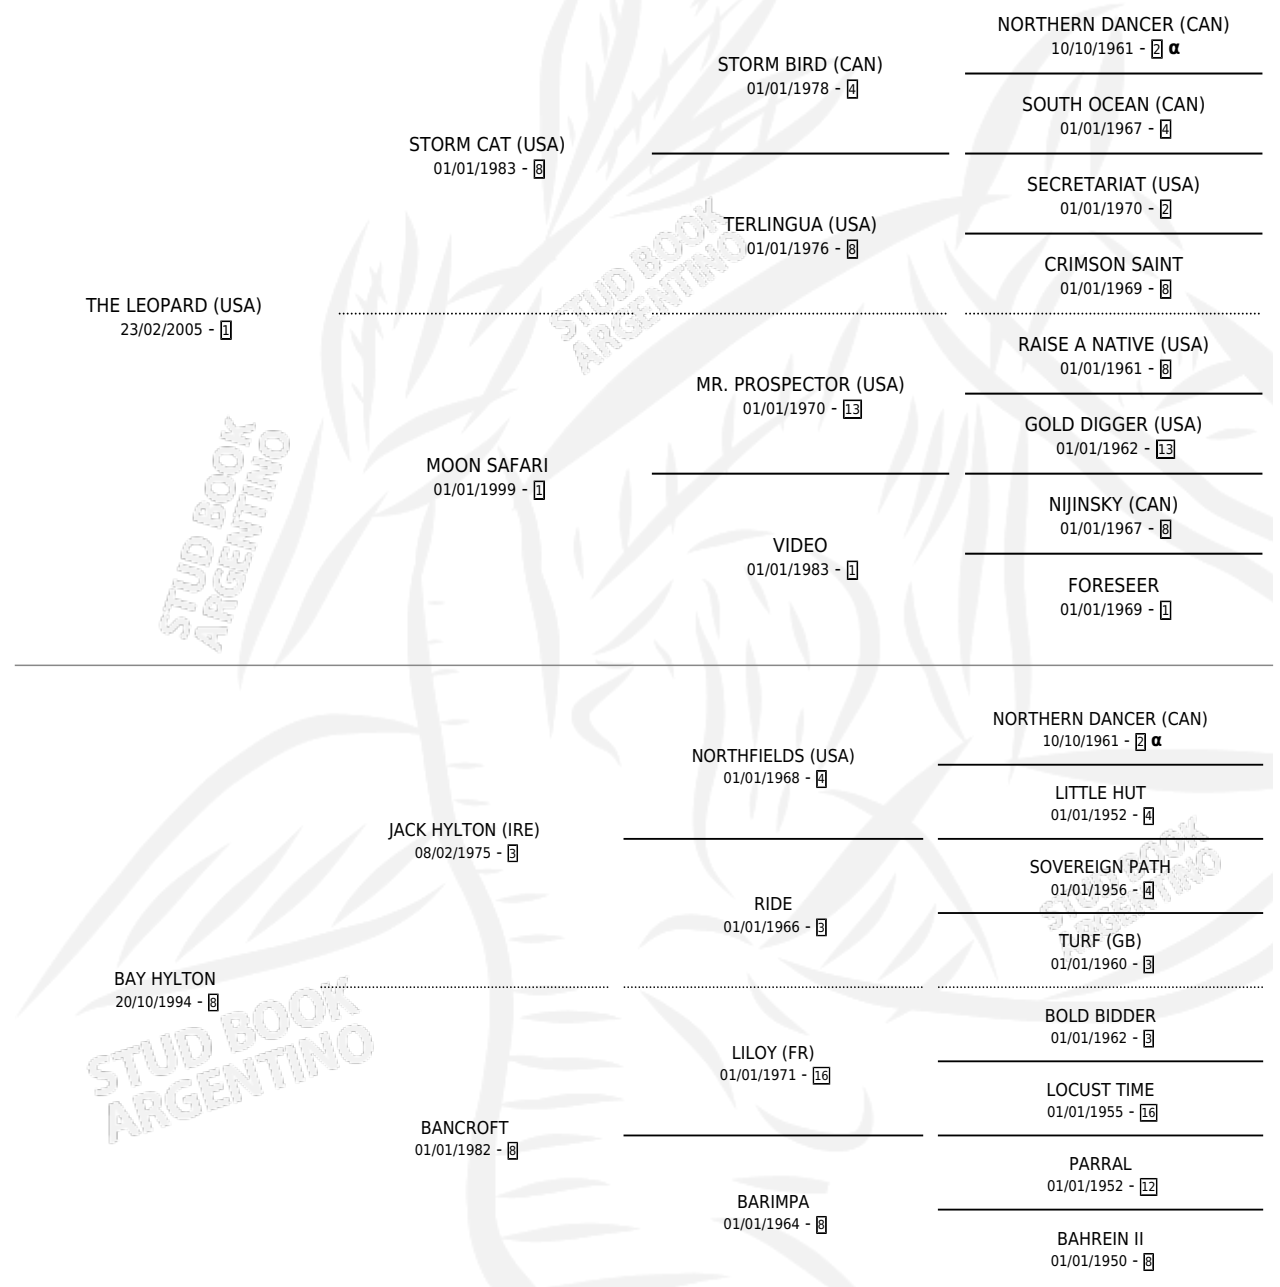 NORTHERN DANCER (CAN)
10/10/1961 - 2 α
STORM BIRD (CAN)
01/01/1978 - 4
SOUTH OCEAN (CAN)
01/01/1967 - 4
STORM CAT (USA)
01/01/1983 - 8
SECRETARIAT (USA)
01/01/1970 - 2
TERLINGUA (USA)
01/01/1976 - 8
CRIMSON SAINT
01/01/1969 - 8
THE LEOPARD (USA)
23/02/2005 - 1
RAISE A NATIVE (USA)
01/01/1961 - 8
MR. PROSPECTOR (USA)
01/01/1970 - 13
GOLD DIGGER (USA)
01/01/1962 - 13
MOON SAFARI
01/01/1999 - 1
NIJINSKY (CAN)
01/01/1967 - 8
VIDEO
01/01/1983 - 1
FORESEER
01/01/1969 - 1
STUD BOOK
ARGENTINO
STUD BOOK
ARGENTINO
NORTHERN DANCER (CAN)
10/10/1961 - 2 α
NORTHFIELDS (USA)
01/01/1968 - 4
LITTLE HUT
01/01/1952 - 4
JACK HYLTON (IRE)
08/02/1975 - 3
SOVEREIGN PATH
01/01/1956 - 4
RIDE
01/01/1966 - 3
TURF (GB)
01/01/1960 - 3
BAY HYLTON
20/10/1994 - 8
BOLD BIDDER
01/01/1962 - 3
LILOY (FR)
01/01/1971 - 16
LOCUST TIME
01/01/1955 - 16
BANCROFT
01/01/1982 - 8
PARRAL
01/01/1952 - 12
BARIMPA
01/01/1964 - 8
BAHREIN II
01/01/1950 - 8
STUD BOOK
ARGENTINO
STUD BOOK
ARGENTINO